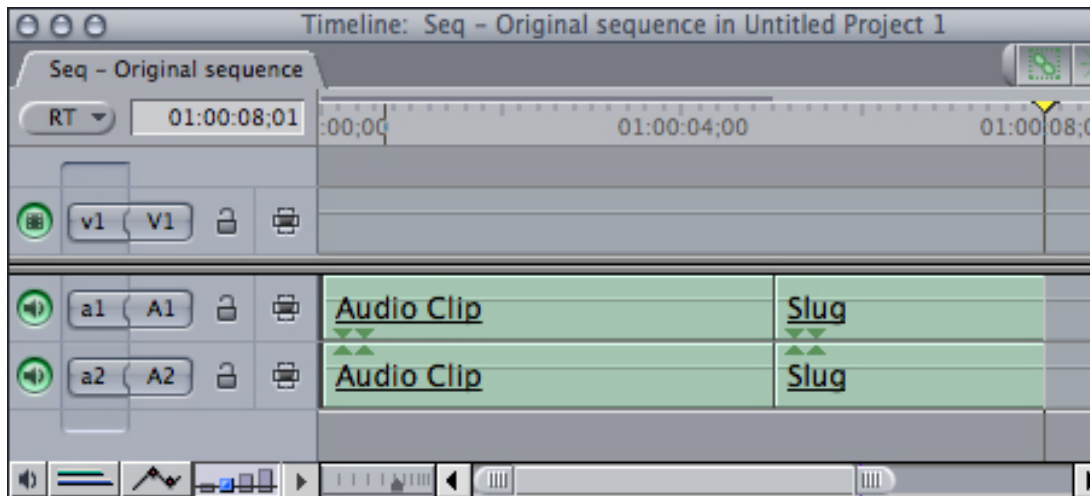 Timeline: Seq – Original sequence in Untitled Project 1
Seq – Original sequence
RT 01:00:08;01 :00;00 01:00:04;00 01:00:08;0
v1 V1
a1 A1 Audio Clip Slug
a2 A2 Audio Clip Slug